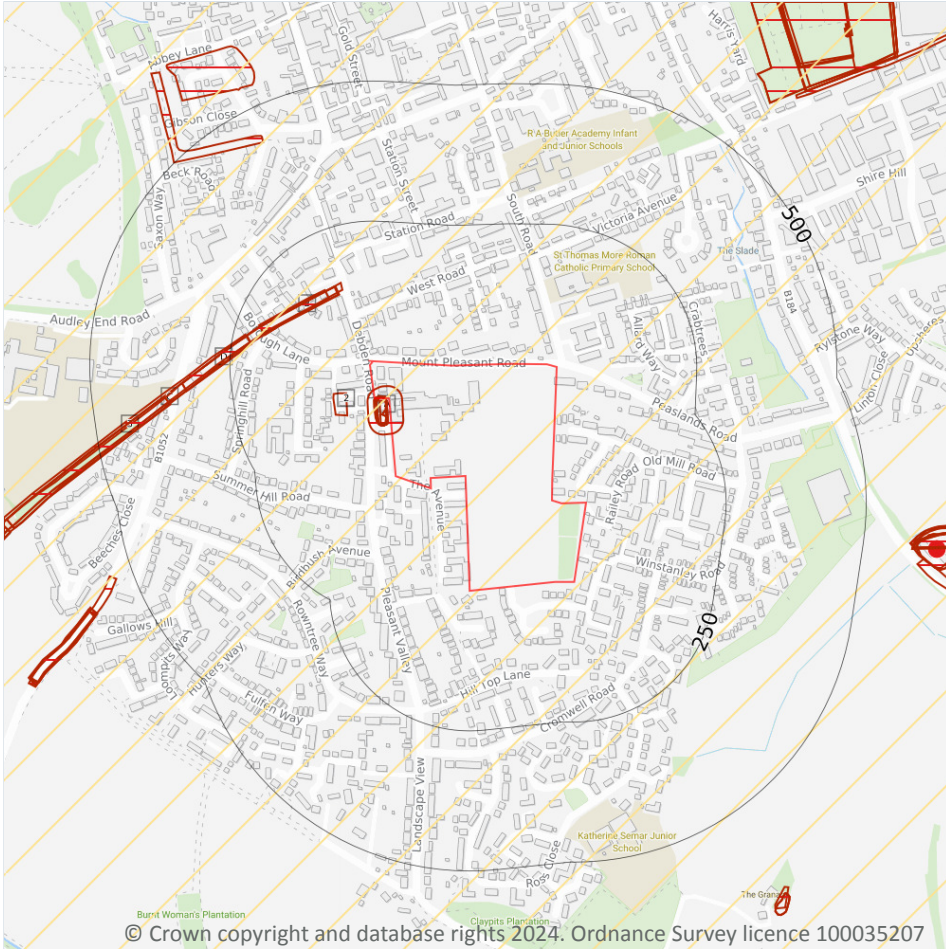 Abbey Lane
Gold Street
Harris Yard
Gibson Close
R A Butler Academy Infant
and Junior Schools
Beck Road
Station Street
Shire Hill
Saxon Way
South Road
Victoria Avenue
Station Road
500
The Slade
St Thomas More Roman
Catholic Primary School
West Road
B184
Audley End Road
Borough Lane
Debden Road
Allard Way
Crabtrees
Rylstone Way
Mount Pleasant Road
Linton Close
Springhill Road
2
Peaslands Road
B1052
Old Mill Road
Summer Hill Road
The Avenue
Railey Road
Beeches Close
Birdbush Avenue
Winstanley Road
Pleasant Valley
Rowntree Way
250
Gallows Hill
Loompits Way
Hunters Way
Hill Top Lane
Fulfen Way
Cromwell Road
Landscape View
Katherine Semar Junior
School
Ross Close
Burnt Woman's Plantation
Claypits Plantation
© Crown copyright and database rights 2024. Ordnance Survey licence 100035207